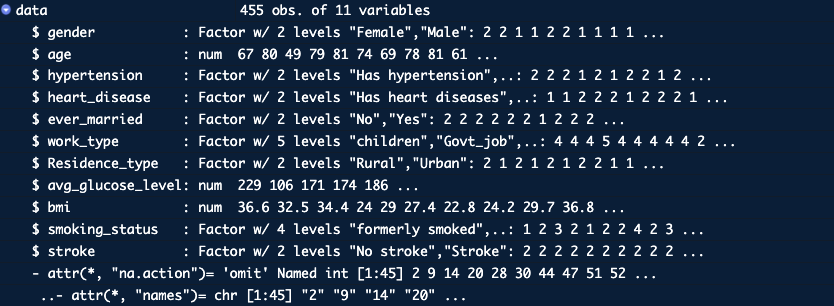 data 455 obs. of 11 variables
$ gender : Factor w/ 2 levels "Female","Male": 2 2 1 1 2 2 1 1 1 1 ...
$ age : num 67 80 49 79 81 74 69 78 81 61 ...
$ hypertension : Factor w/ 2 levels "Has hypertension",..: 2 2 2 1 2 1 2 2 1 2 ...
$ heart_disease : Factor w/ 2 levels "Has heart diseases",..: 1 1 2 2 2 1 2 2 2 1 ...
$ ever_married : Factor w/ 2 levels "No","Yes": 2 2 2 2 2 2 1 2 2 2 ...
$ work_type : Factor w/ 5 levels "children","Govt_job",..: 4 4 4 5 4 4 4 4 4 2 ...
$ Residence_type : Factor w/ 2 levels "Rural","Urban": 2 1 2 1 2 1 2 2 1 1 ...
$ avg_glucose_level: num 229 106 171 174 186 ...
$ bmi : num 36.6 32.5 34.4 24 29 27.4 22.8 24.2 29.7 36.8 ...
$ smoking_status : Factor w/ 4 levels "formerly smoked",..: 1 2 3 2 1 2 2 4 2 3 ...
$ stroke : Factor w/ 2 levels "No stroke","Stroke": 2 2 2 2 2 2 2 2 2 2 ...
- attr(*, "na.action")= 'omit' Named int [1:45] 2 9 14 20 28 30 44 47 51 52 ...
..- attr(*, "names")= chr [1:45] "2" "9" "14" "20" ...